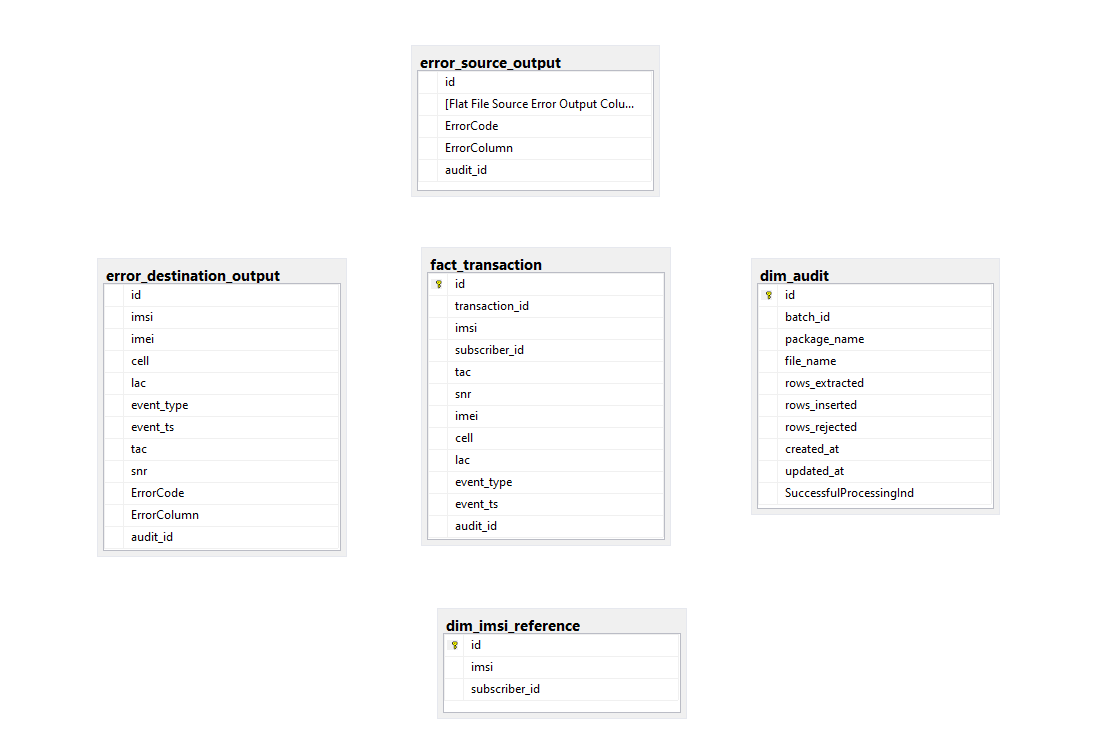 error_source_output
id
[Flat File Source Error Output Colu...
ErrorCode
ErrorColumn
audit_id
error_destination_output
id
imsi
imei
cell
lac
event_type
event_ts
tac
snr
ErrorCode
ErrorColumn
audit_id
fact_transaction
id
transaction_id
imsi
subscriber_id
tac
snr
imei
cell
lac
event_type
event_ts
audit_id
dim_audit
id
batch_id
package_name
file_name
rows_extracted
rows_inserted
rows_rejected
created_at
updated_at
SuccessfulProcessingInd
dim_imsi_reference
id
imsi
subscriber_id